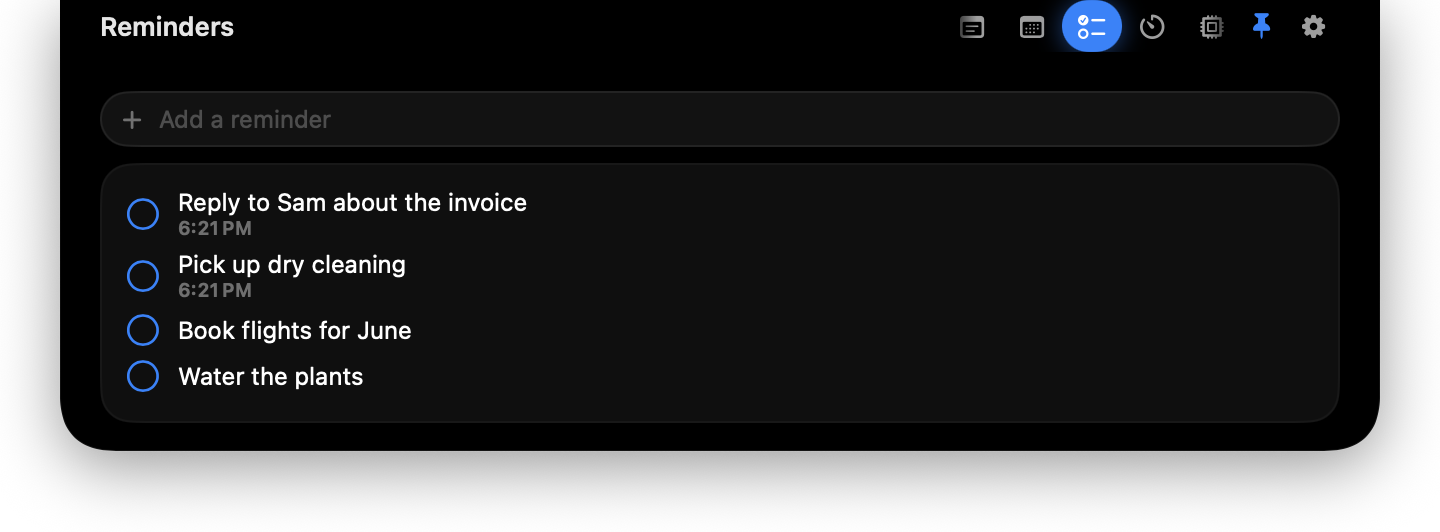 Reminders
Add a reminder
Reply to Sam about the invoice
6:21 PM
Pick up dry cleaning
6:21 PM
Book flights for June
Water the plants